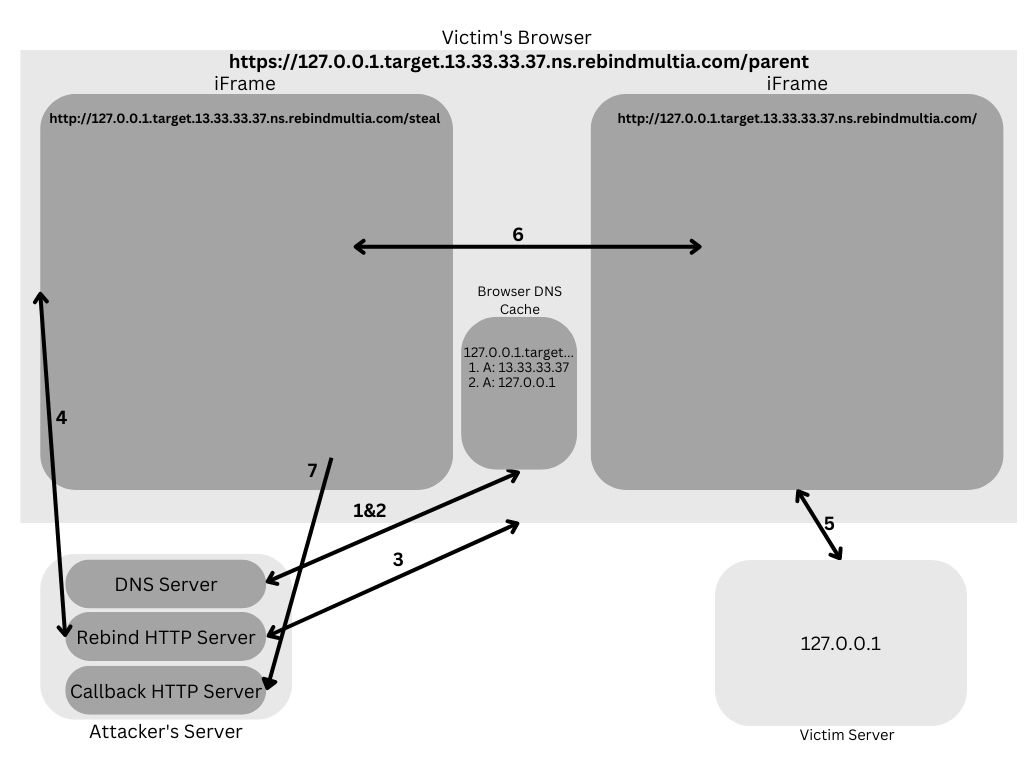 Victim's Browser
https://127.0.0.1.target.13.33.33.37.ns.rebindmultia.com/parent
iFrame
iFrame
http://127.0.0.1.target.13.33.33.37.ns.rebindmultia.com/steal
http://127.0.0.1.target.13.33.33.37.ns.rebindmultia.com/
6
Browser DNS
Cache
127.0.0.1.target...
1. A: 13.33.33.37
2. A: 127.0.0.1
4
7
1&2
5
3
DNS Server
Rebind HTTP Server
Callback HTTP Server
Attacker's Server
127.0.0.1
Victim Server